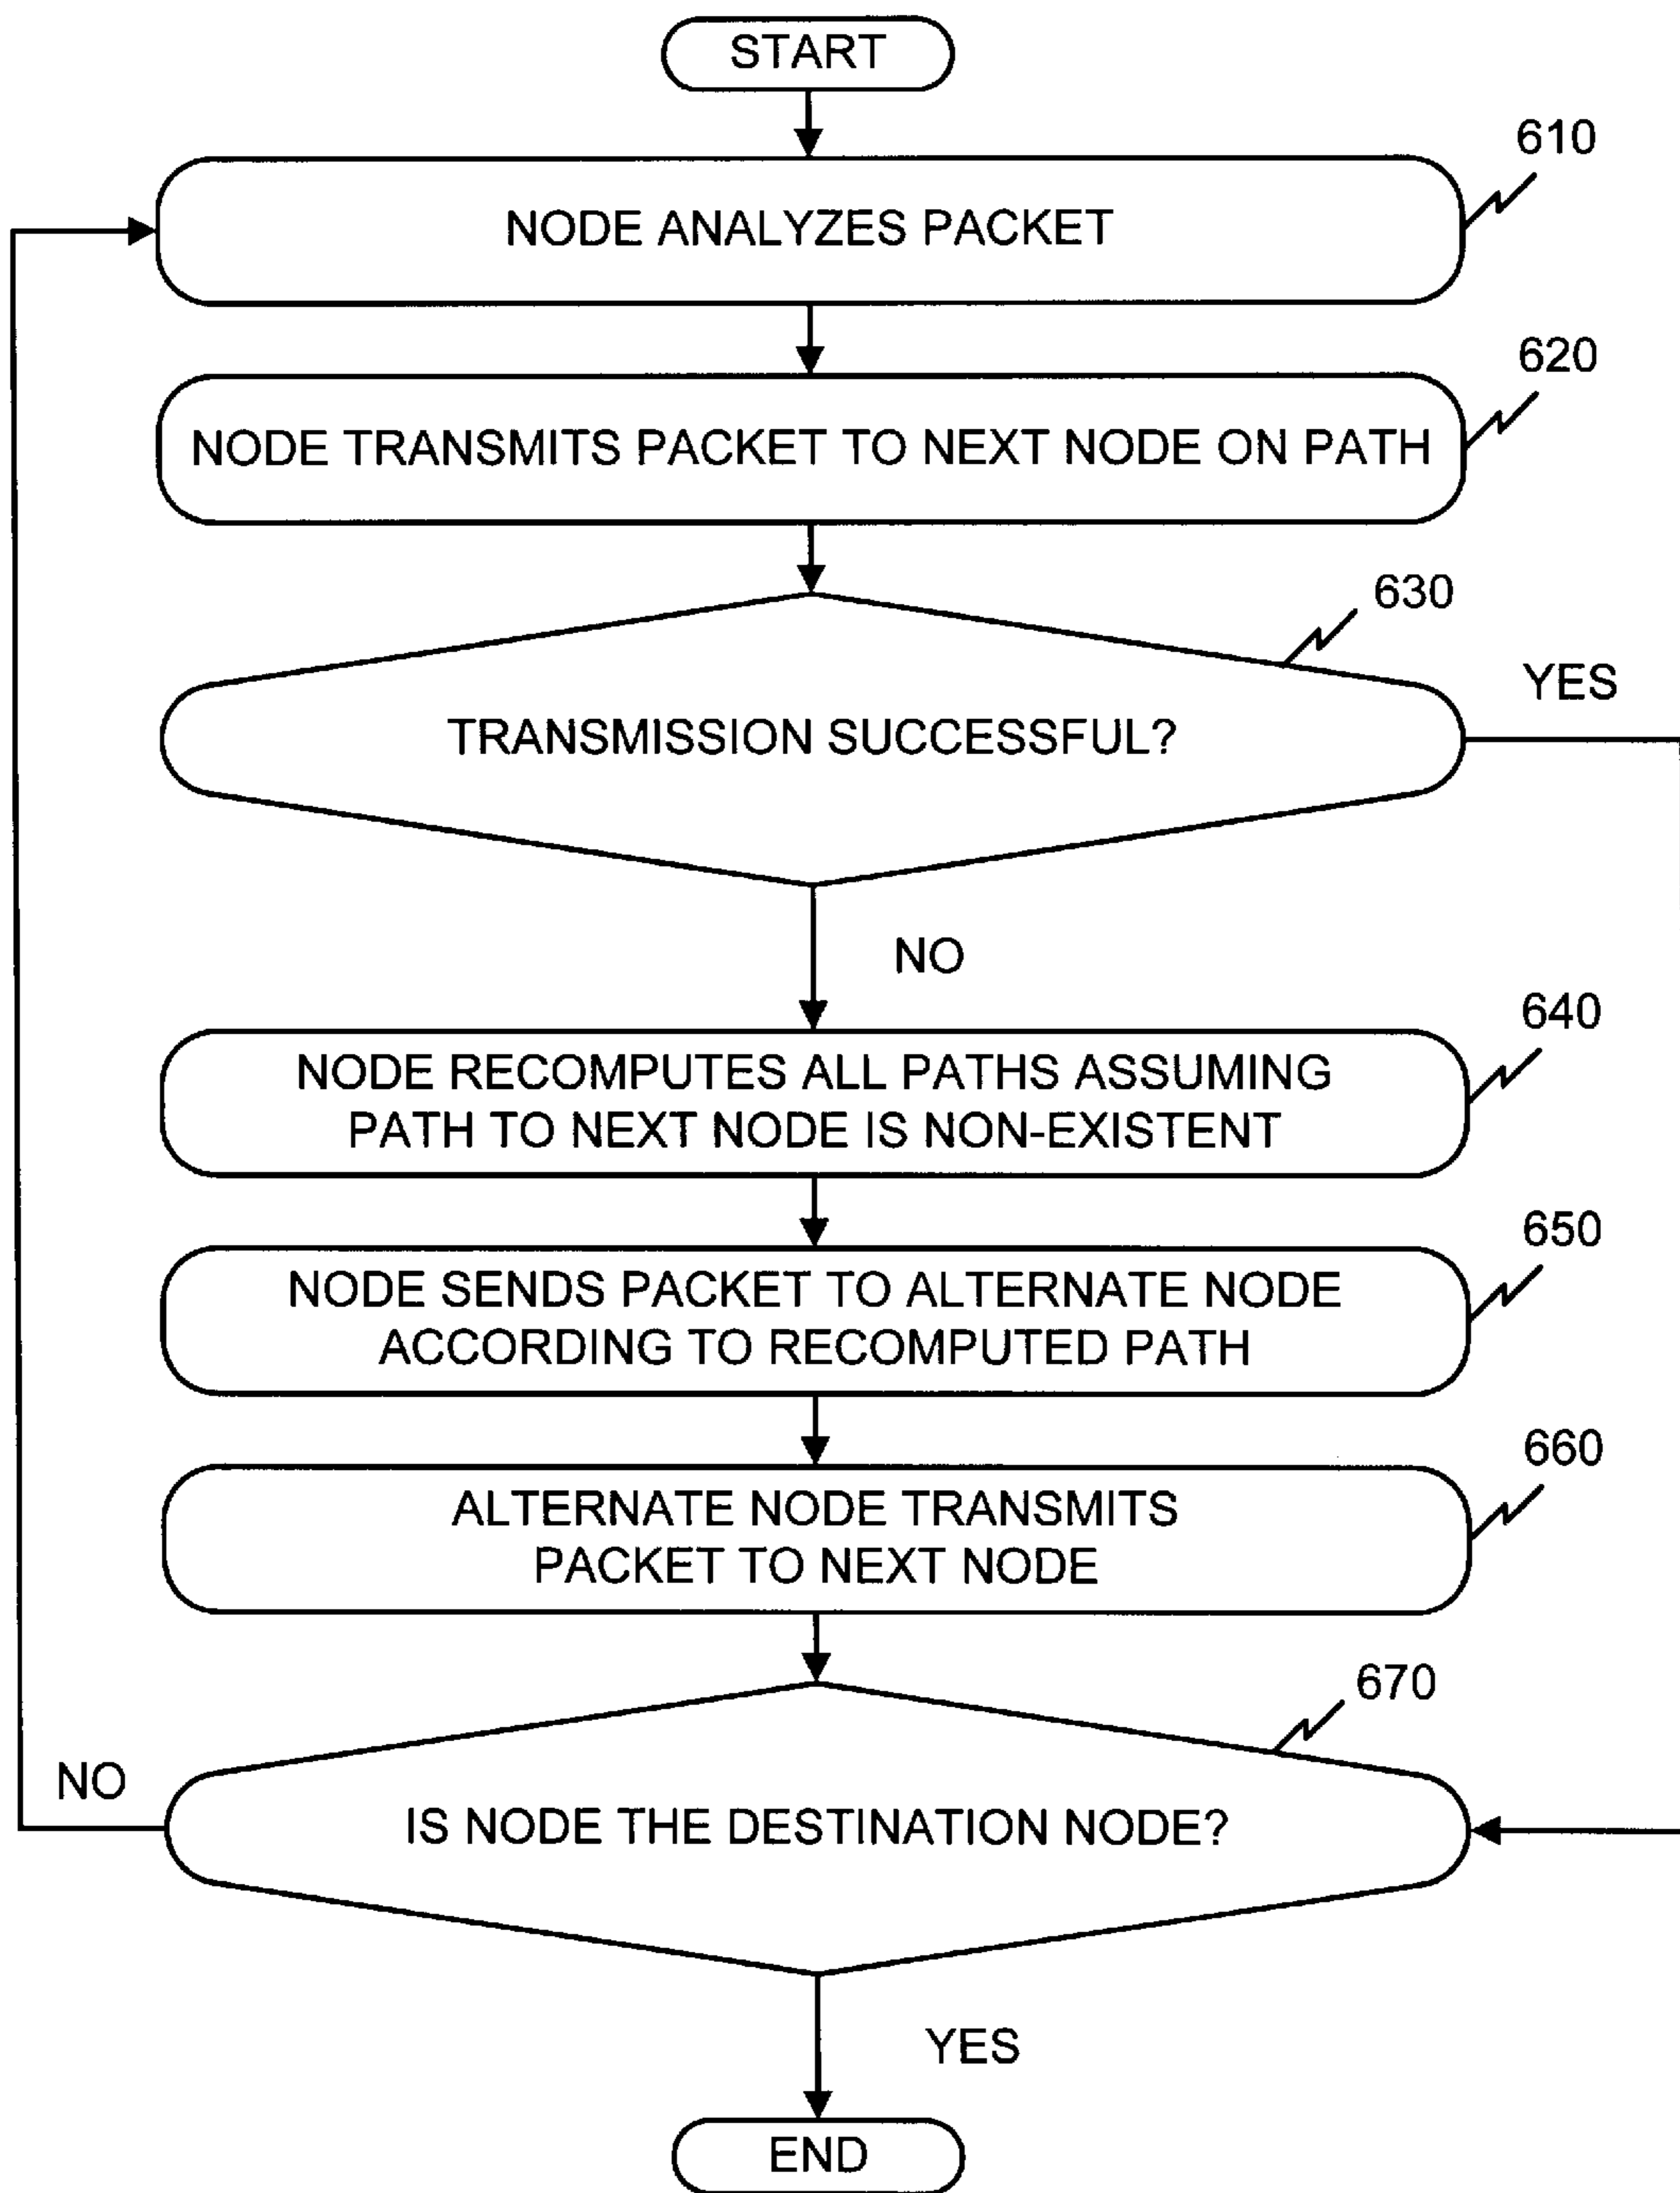 START
610
NODE ANALYZES PACKET
620
NODE TRANSMITS PACKET TO NEXT NODE ON PATH
630
YES
TRANSMISSION SUCCESSFUL?
NO
640
NODE RECOMPUTES ALL PATHS ASSUMING
PATH TO NEXT NODE IS NON-EXISTENT
650
NODE SENDS PACKET TO ALTERNATE NODE
ACCORDING TO RECOMPUTED PATH
660
ALTERNATE NODE TRANSMITS
PACKET TO NEXT NODE
670
NO
IS NODE THE DESTINATION NODE?
YES
END